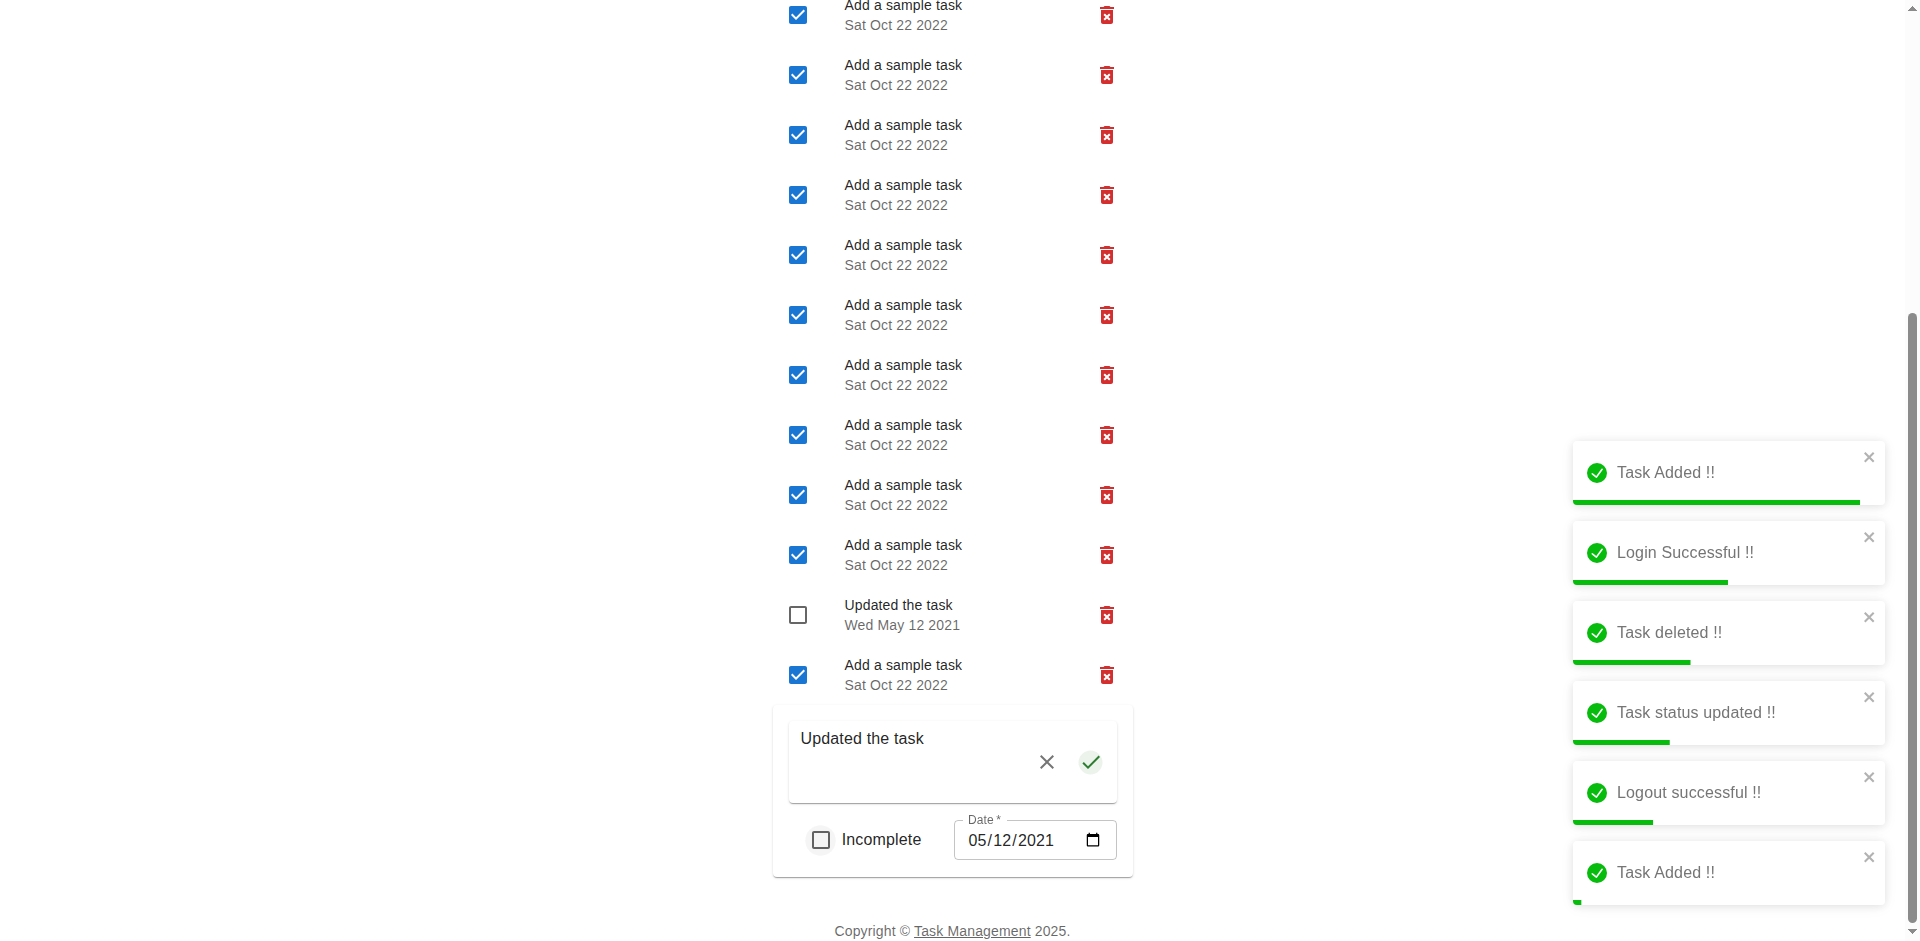 Add a sample task
Sat Oct 22 2022
Add a sample task
Sat Oct 22 2022
Add a sample task
Sat Oct 22 2022
Add a sample task
Sat Oct 22 2022
Add a sample task
Sat Oct 22 2022
Add a sample task
Sat Oct 22 2022
Add a sample task
Sat Oct 22 2022
Add a sample task
Sat Oct 22 2022
Add a sample task
Sat Oct 22 2022
Add a sample task
Sat Oct 22 2022
Updated the task
Wed May 12 2021
Add a sample task
Sat Oct 22 2022
Updated the task
Incomplete
Date *
05/12/2021
Copyright © Task Management 2025.
Task Added !!
Login Successful !!
Task deleted !!
Task status updated !!
Logout successful !!
Task Added !!